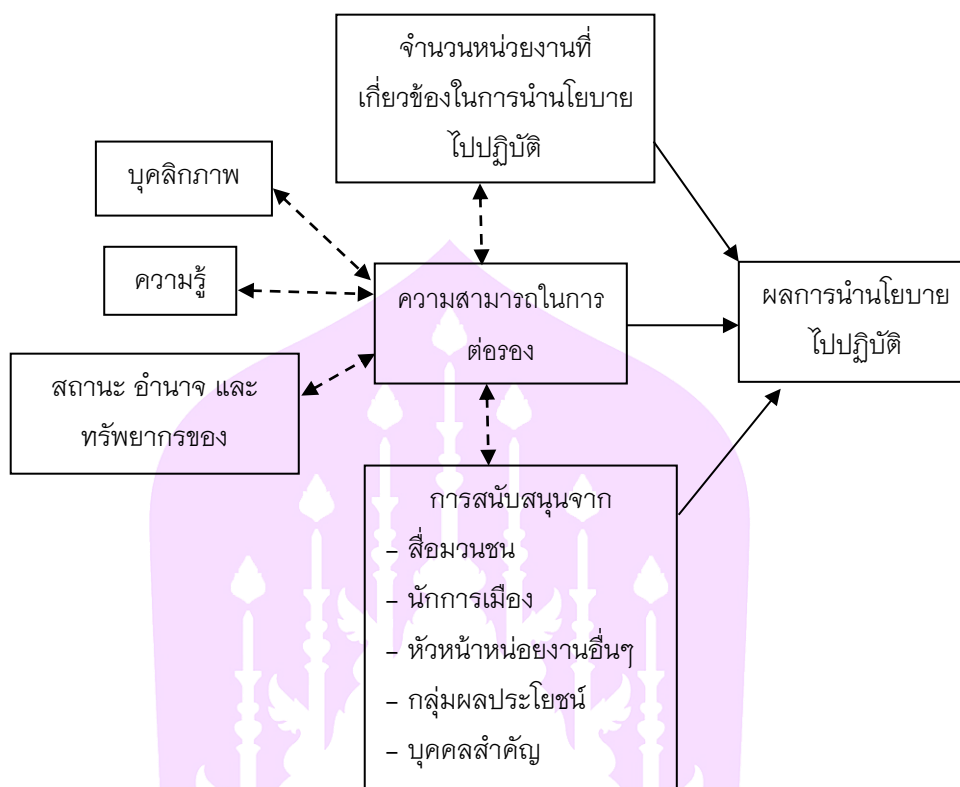 จำนวนหน่วยงานที่
เกี่ยวข้องในการนำนโยบาย
ไปปฏิบัติ
บุคลิกภาพ
ความรู้
สถานะ อำนาจ และ
ทรัพยากรของ
ความสามารถในการ
ต่อรอง
ผลการนำนโยบาย
ไปปฏิบัติ
การสนับสนุนจาก
– สื่อมวนชน
– นักการเมือง
– หัวหน้าหน่อยงานอื่นๆ
– กลุ่มผลประโยชน์
– บุคคลสำคัญ